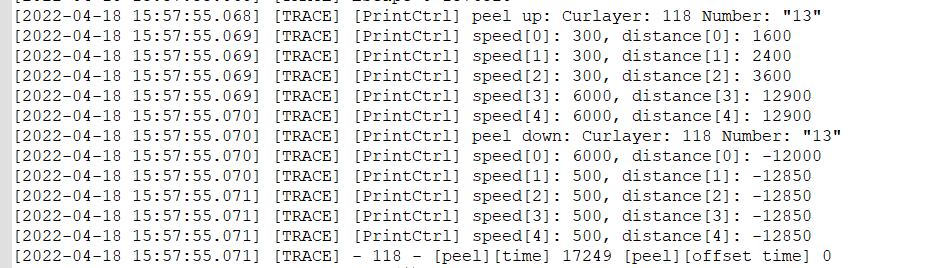 [2022-04-18 15:57:55.068] [TRACE] [PrintCtrl] peel up: Curlayer: 118 Number: "13"
[2022-04-18 15:57:55.069] [TRACE] [PrintCtrl] speed[0]: 300, distance[0]: 1600
[2022-04-18 15:57:55.069] [TRACE] [PrintCtrl] speed[1]: 300, distance[1]: 2400
[2022-04-18 15:57:55.069] [TRACE] [PrintCtrl] speed[2]: 300, distance[2]: 3600
[2022-04-18 15:57:55.069] [TRACE] [PrintCtrl] speed[3]: 6000, distance[3]: 12900
[2022-04-18 15:57:55.070] [TRACE] [PrintCtrl] speed[4]: 6000, distance[4]: 12900
[2022-04-18 15:57:55.070] [TRACE] [PrintCtrl] peel down: Curlayer: 118 Number: "13"
[2022-04-18 15:57:55.070] [TRACE] [PrintCtrl] speed[0]: 6000, distance[0]: -12000
[2022-04-18 15:57:55.070] [TRACE] [PrintCtrl] speed[1]: 500, distance[1]: -12850
[2022-04-18 15:57:55.071] [TRACE] [PrintCtrl] speed[2]: 500, distance[2]: -12850
[2022-04-18 15:57:55.071] [TRACE] [PrintCtrl] speed[3]: 500, distance[3]: -12850
[2022-04-18 15:57:55.071] [TRACE] [PrintCtrl] speed[4]: 500, distance[4]: -12850
[2022-04-18 15:57:55.071] [TRACE] - 118 - [peel][time] 17249 [peel][offset time] 0